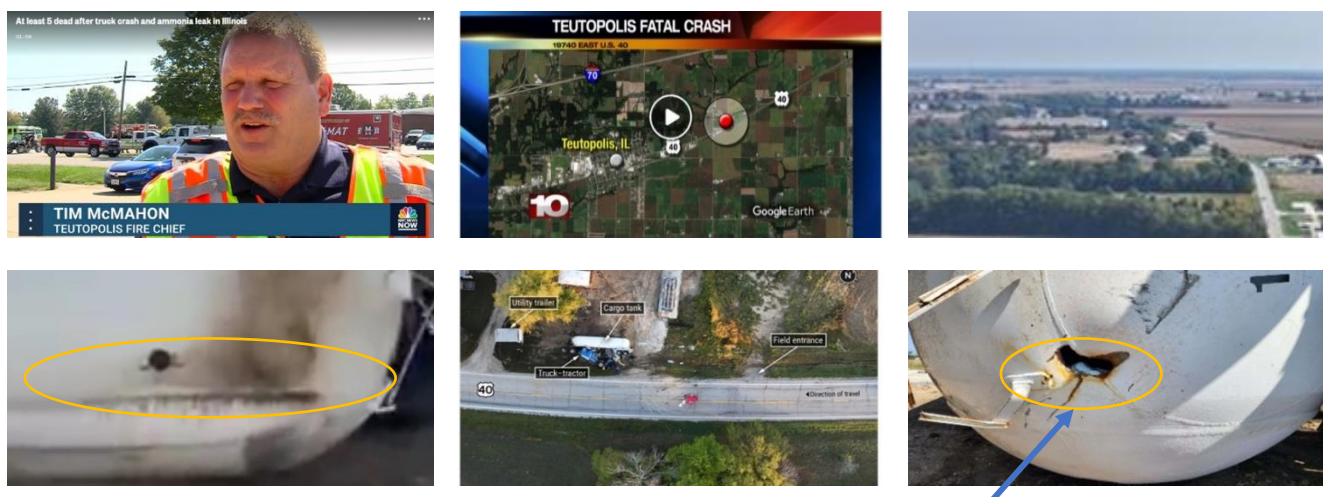 At least 5 dead after truck crash and ammonia leak in Illinois
TIM McMAHON
TEUTOPOLIS FIRE CHIEF
NBC NEWS
NOW
TEUTOPOLIS FATAL CRASH
19740 EAST U.S. 40
70
40
40
Teutopolis, IL
10
Google Earth
N
Utility trailer
Cargo tank
Field entrance
Truck-tractor
40
Direction of travel